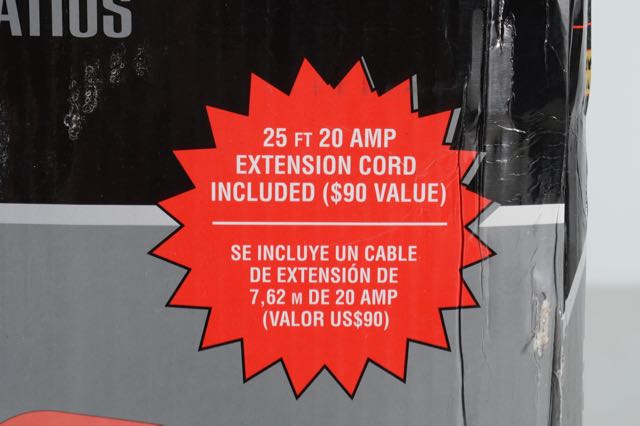 25 FT 20 AMP
EXTENSION CORD
INCLUDED ($90 VALUE)
SE INCLUYE UN CABLE
DE EXTENSIÓN DE
7,62 M DE 20 AMP
(VALOR US$90)